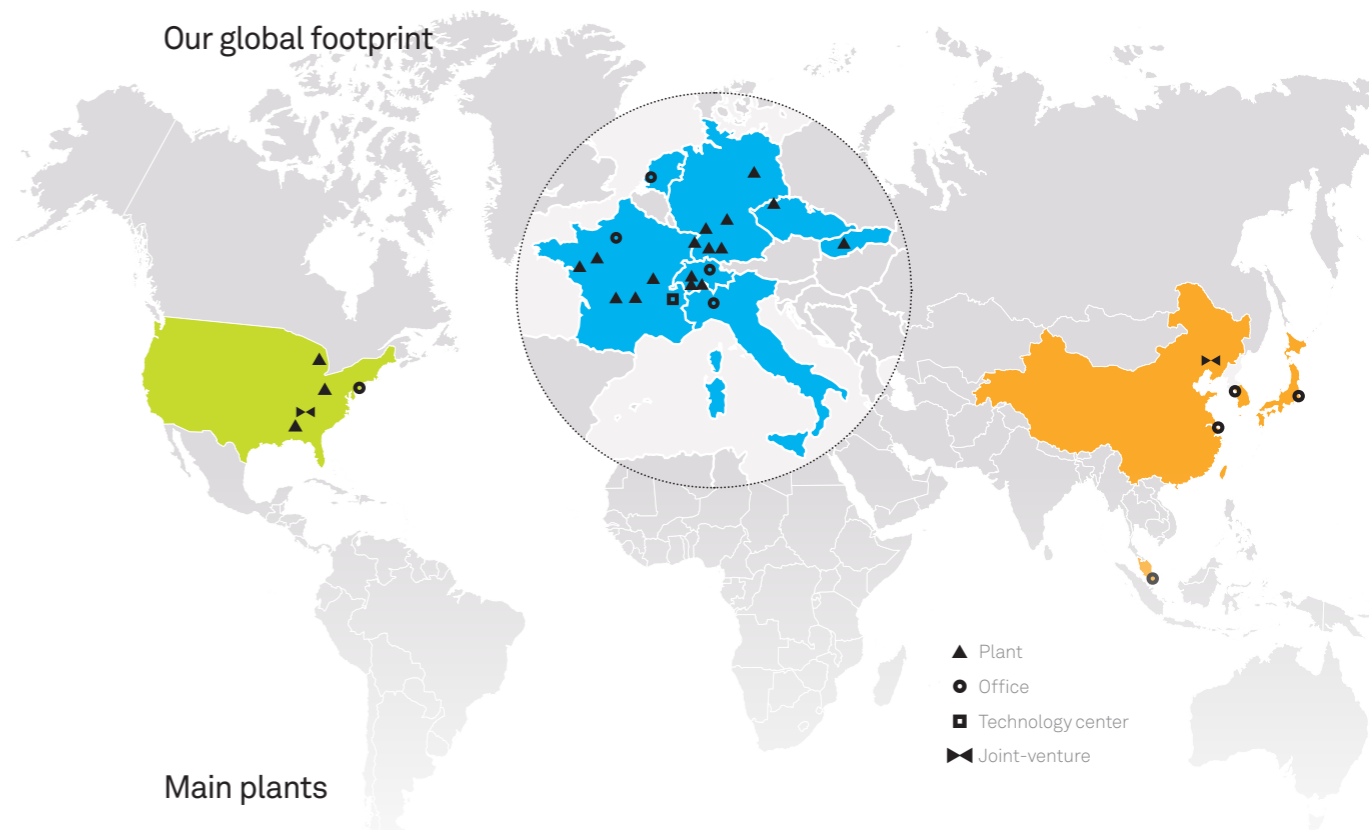 Our global footprint
Plant
Office
Technology center
Joint-venture
Main plants